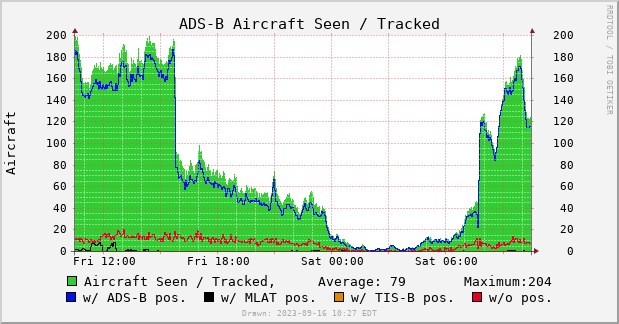 ADS-B Aircraft Seen / Tracked
RRDTOOL / TOBI OETIKER
Aircraft
200 200
180 180
160 160
140 140
120 120
100 100
80 80
60 60
40 40
20 20
0 0
Fri 12:00 Fri 18:00 Sat 00:00 Sat 06:00
Aircraft Seen / Tracked, Average: 79 Maximum:204
w/ ADS-B pos. w/ MLAT pos. w/ TIS-B pos. w/o pos.
Drawn: 2023-09-16 10:27 EDT